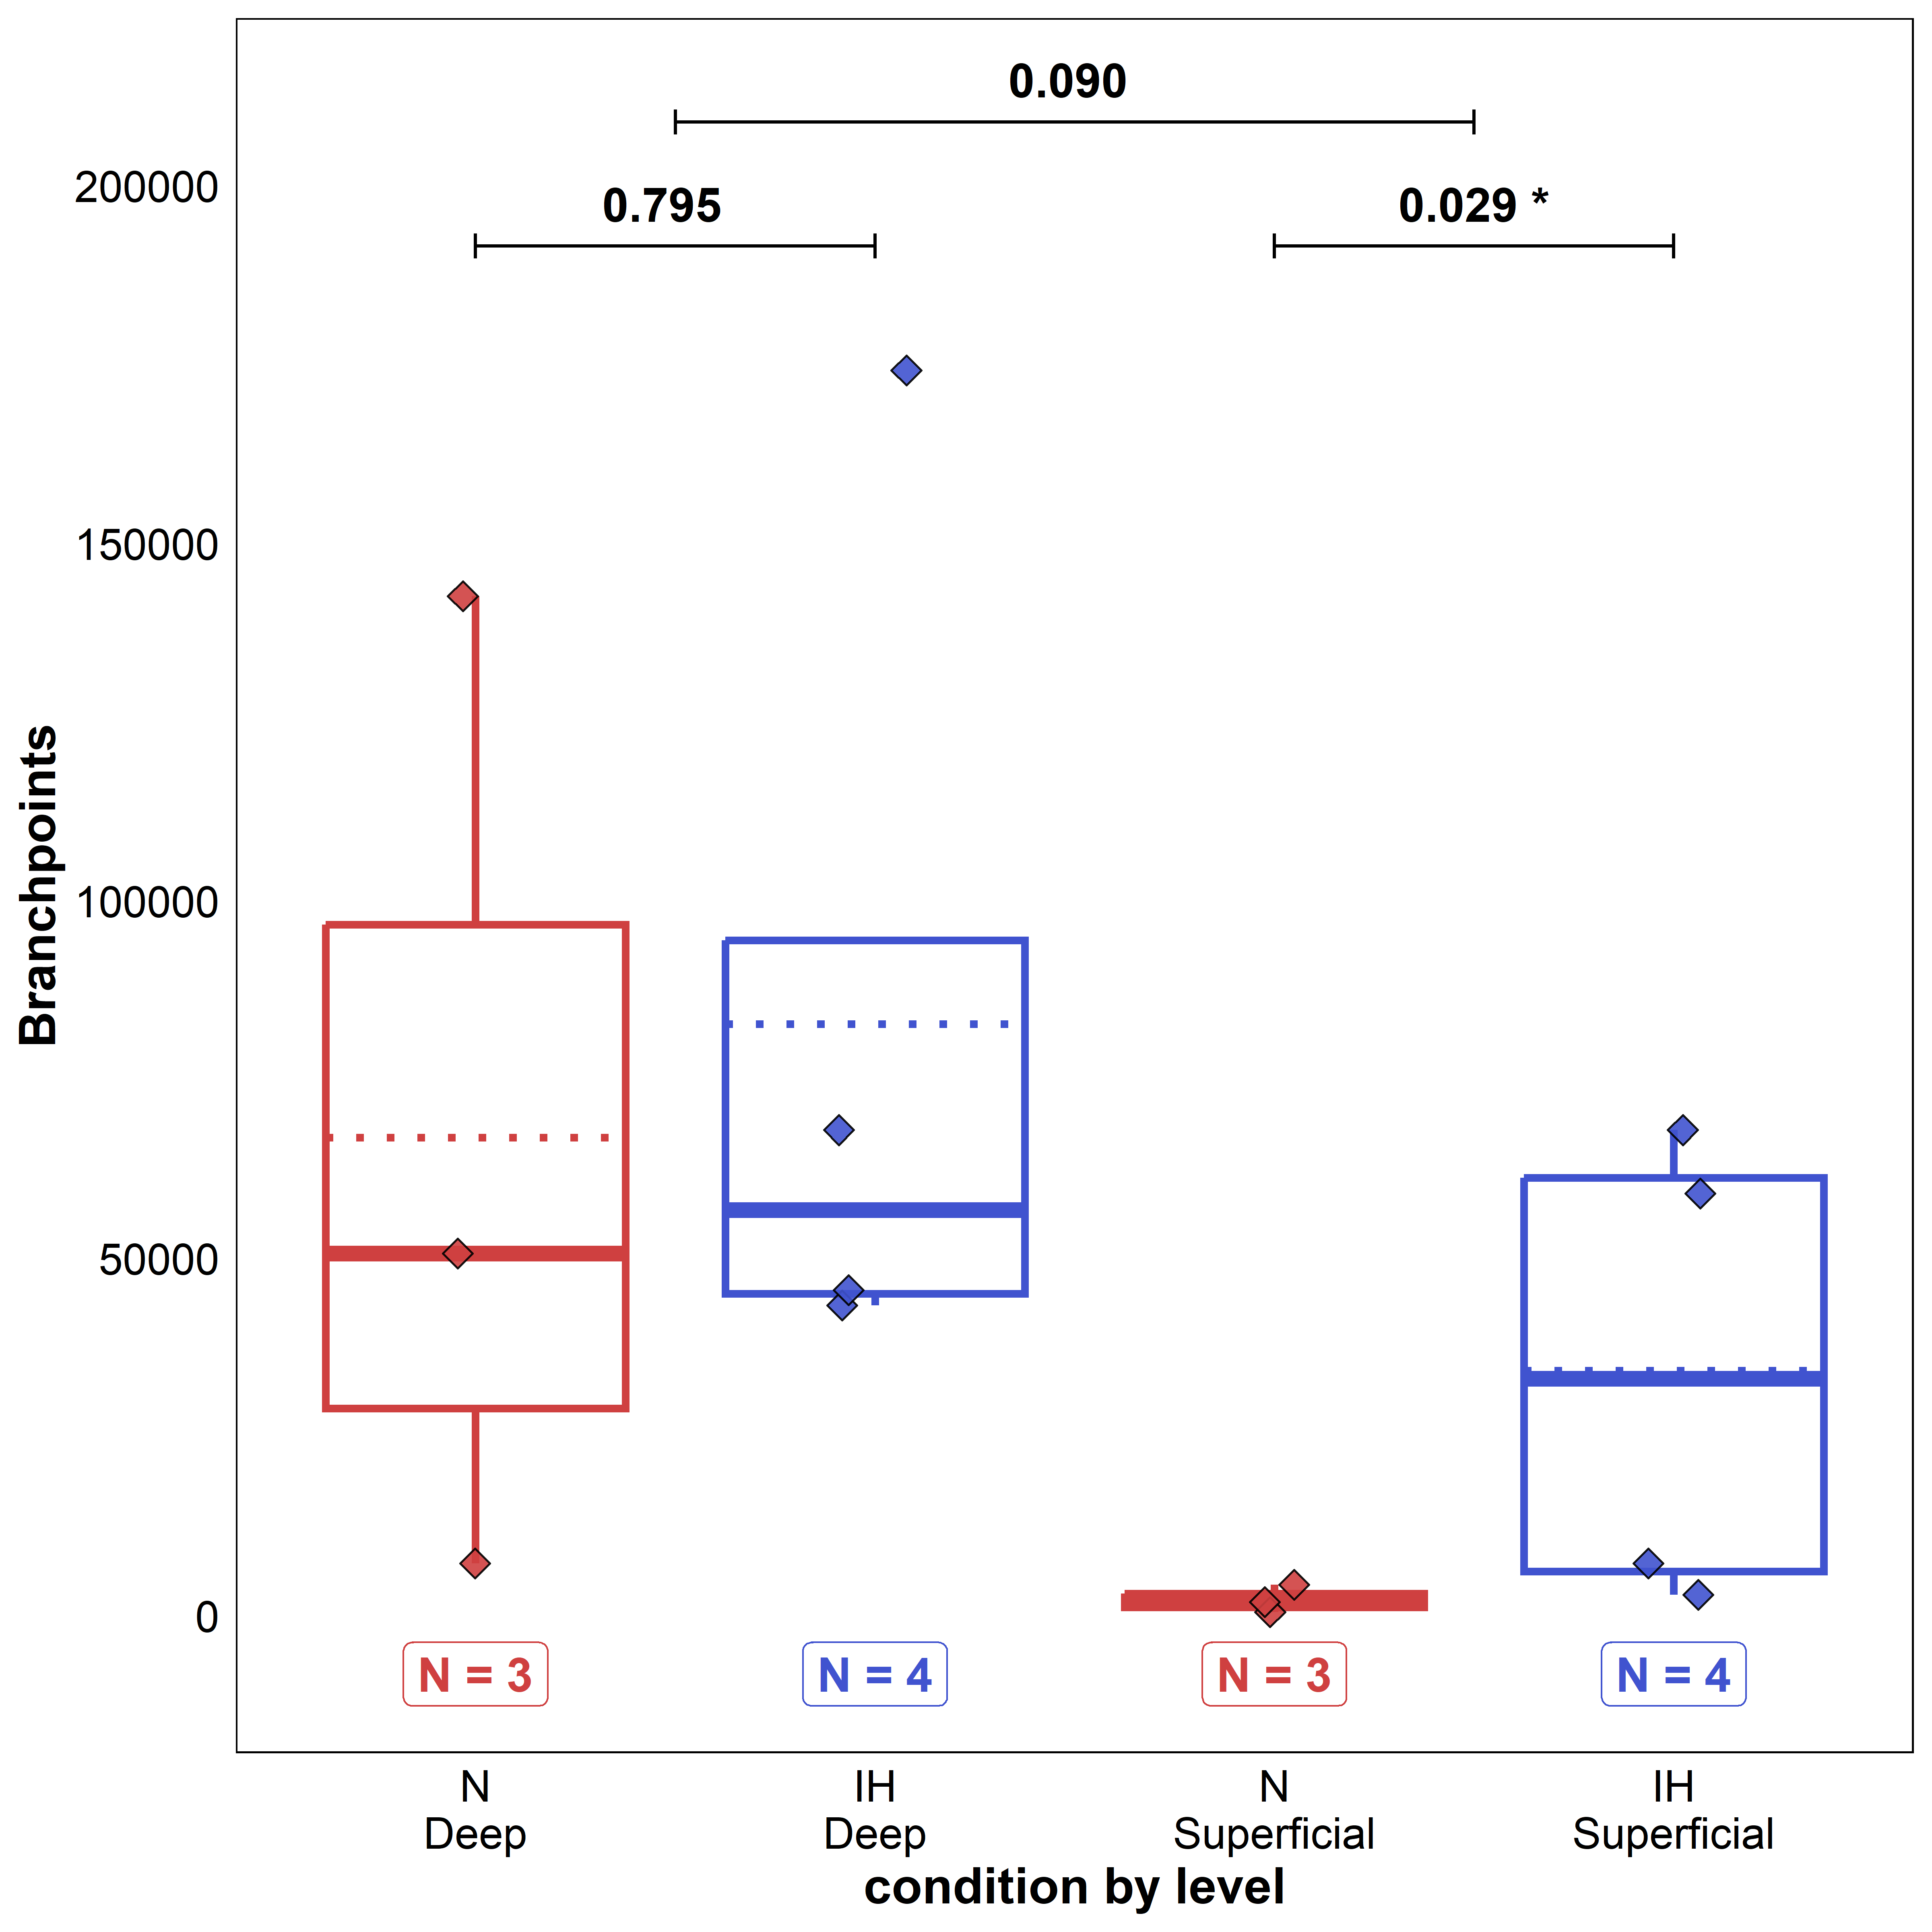 0.090
0.795
0.029 *
200000
150000
100000
50000
0
Branchpoints
N = 3
N = 4
N = 3
N = 4
N
Deep
IH
Deep
N
Superficial
IH
Superficial
condition by level